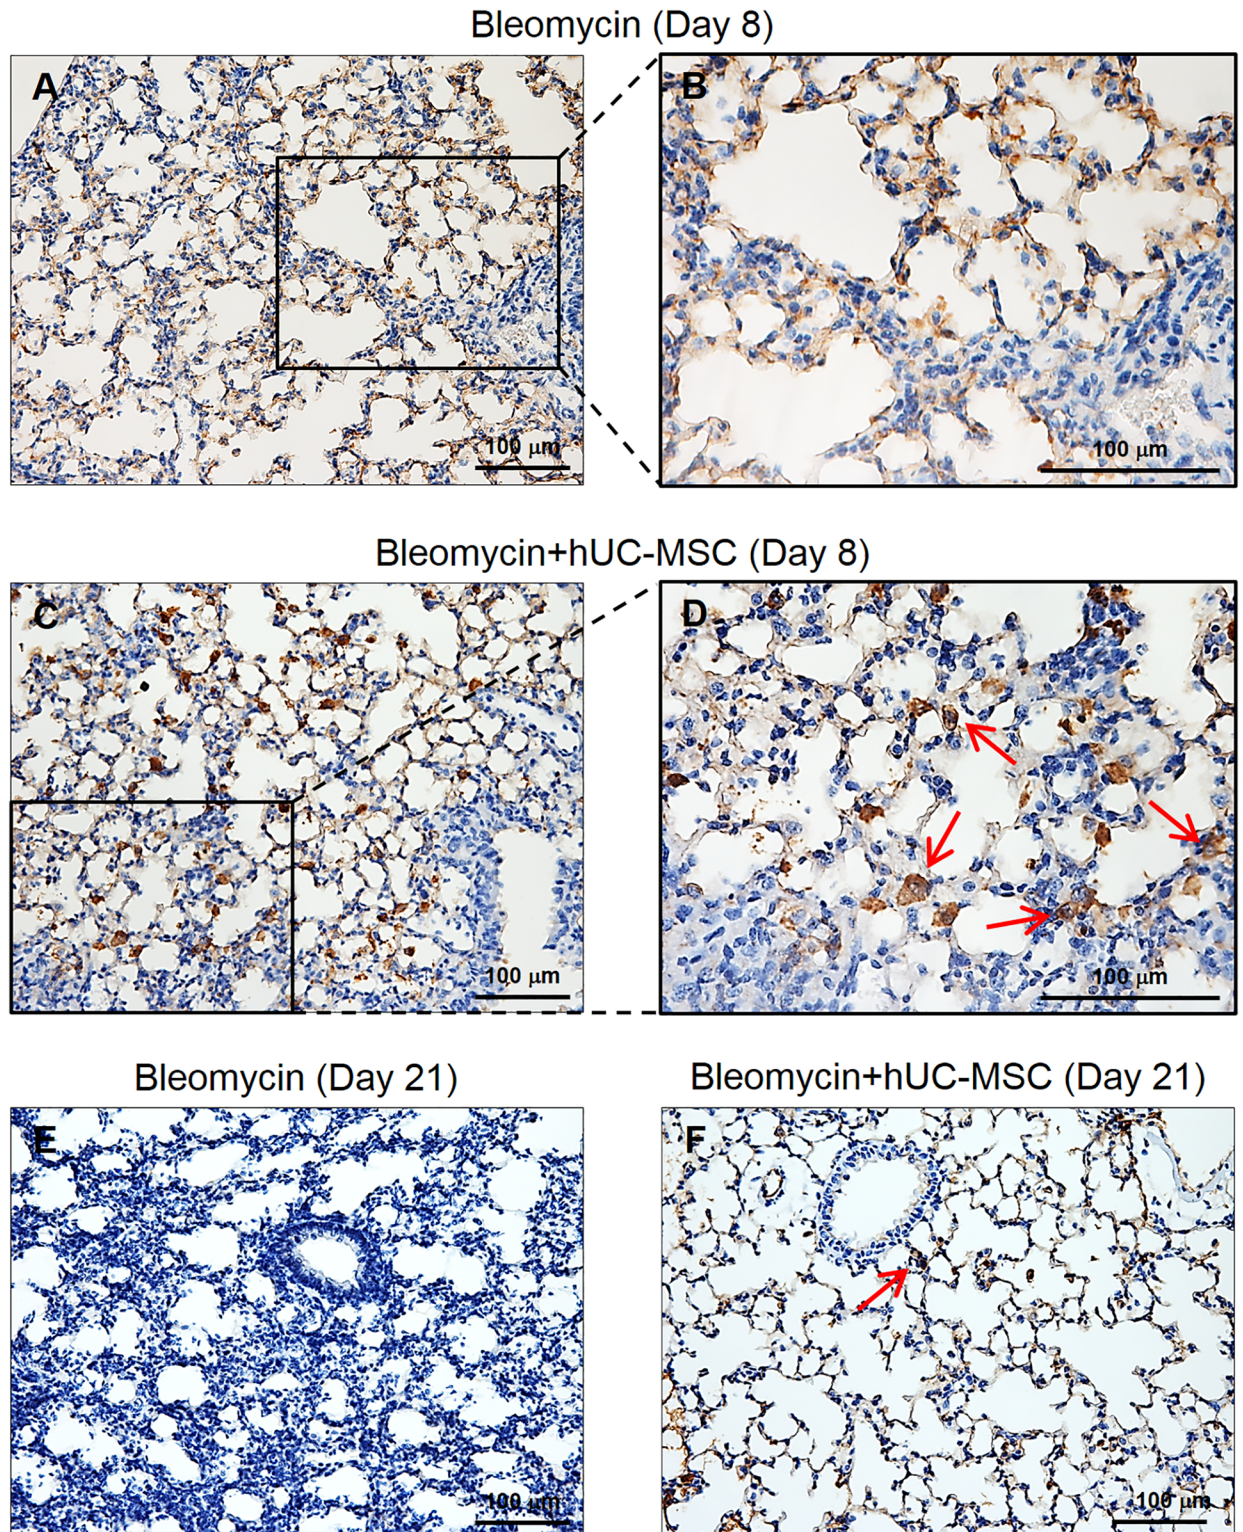 Bleomycin (Day 8)
A
B
100 µm
100 µm
Bleomycin+hUC-MSC (Day 8)
C
D
100 µm
100 µm
Bleomycin (Day 21)
Bleomycin+hUC-MSC (Day 21)
E
F
100 µm
100 µm